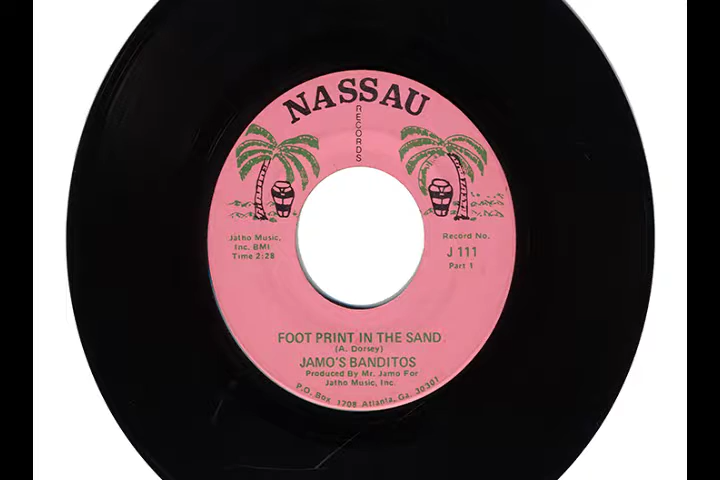 NASSAU
RECORDS
Jatho Music,
Inc. BMI
Time 2:28
Record No.
J 111
Part 1
FOOT PRINT IN THE SAND
(A. Dorsey)
JAMO'S BANDITOS
Produced By Mr. Jamo For
Jatho Music, Inc.
P.O. Box 1208 Atlanta, Ga. 30301